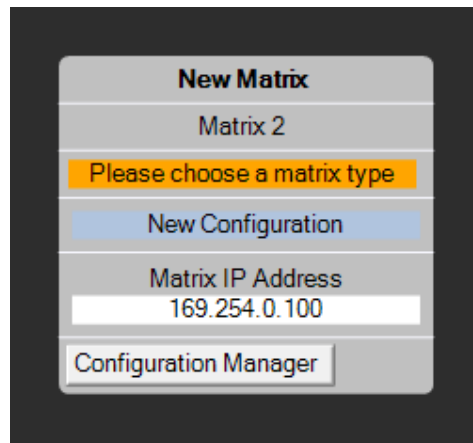 New Matrix
Matrix 2
Please choose a matrix type
New Configuration
Matrix IP Address
169.254.0.100
Configuration Manager